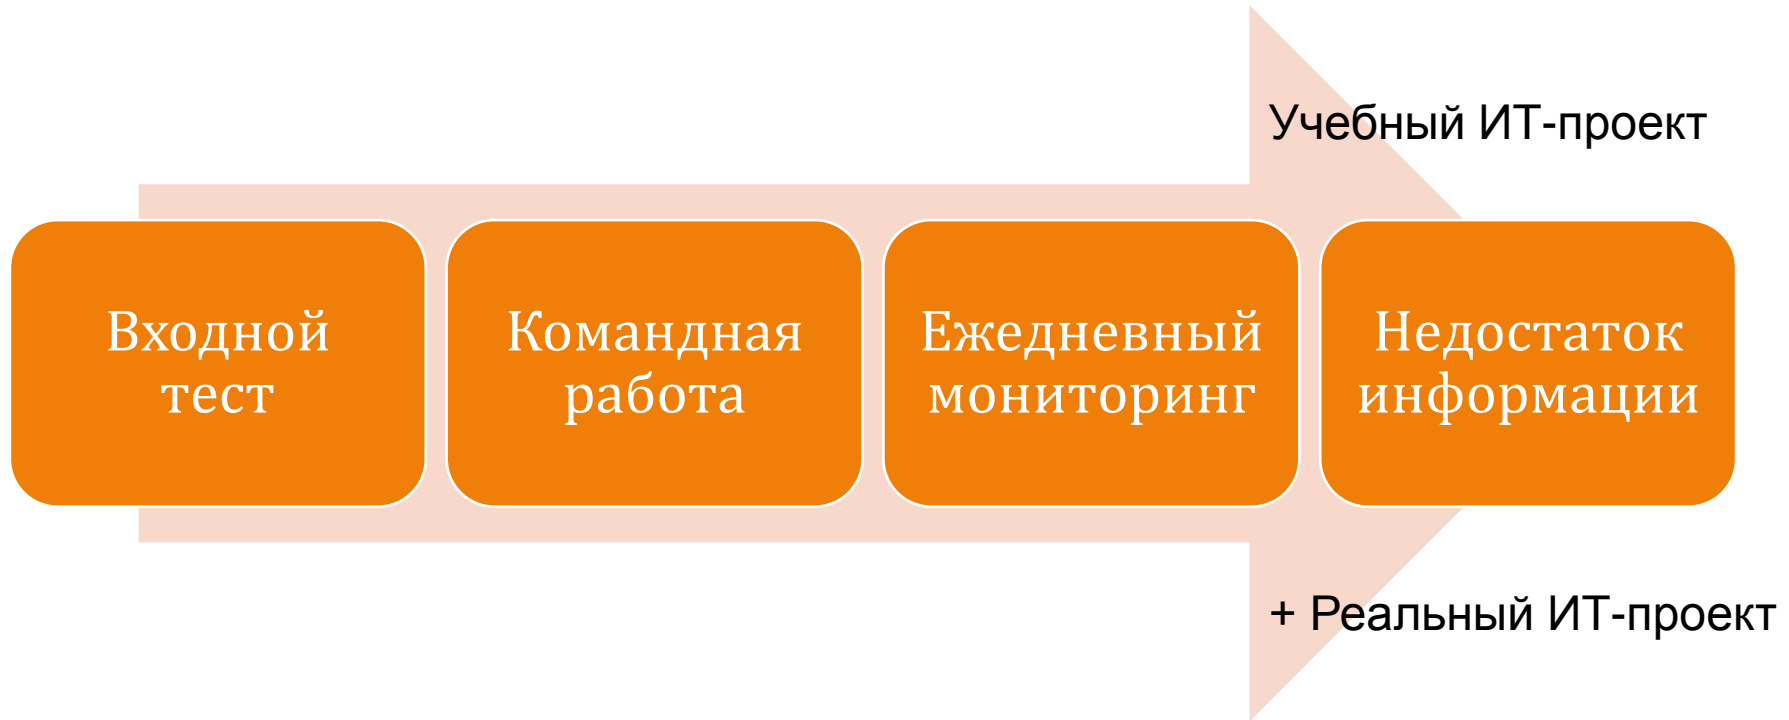 Учебный ИТ-проект
Входной
тест
Командная
работа
Ежедневный
мониторинг
Недостаток
информации
+ Реальный ИТ-проект